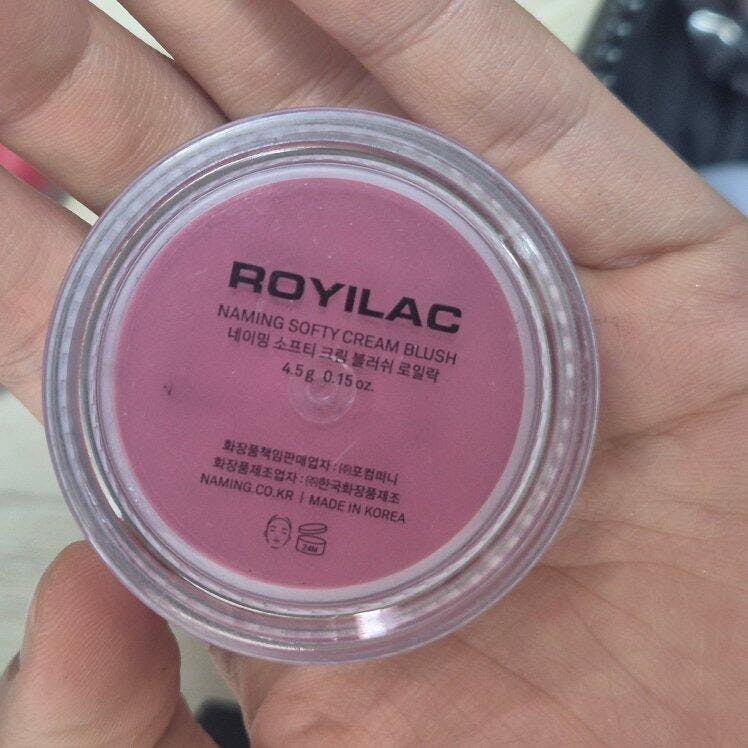 ROYILAC
NAMING SOFTY CREAM BLUSH
네이밍 소프티 크림 블러쉬 로일락
4.5 g 0.15 oz.
화장품책임판매업자 : ㈜포컴퍼니
화장품제조업자 : ㈜한국화장품제조
NAMING.CO.KR | MADE IN KOREA
24M